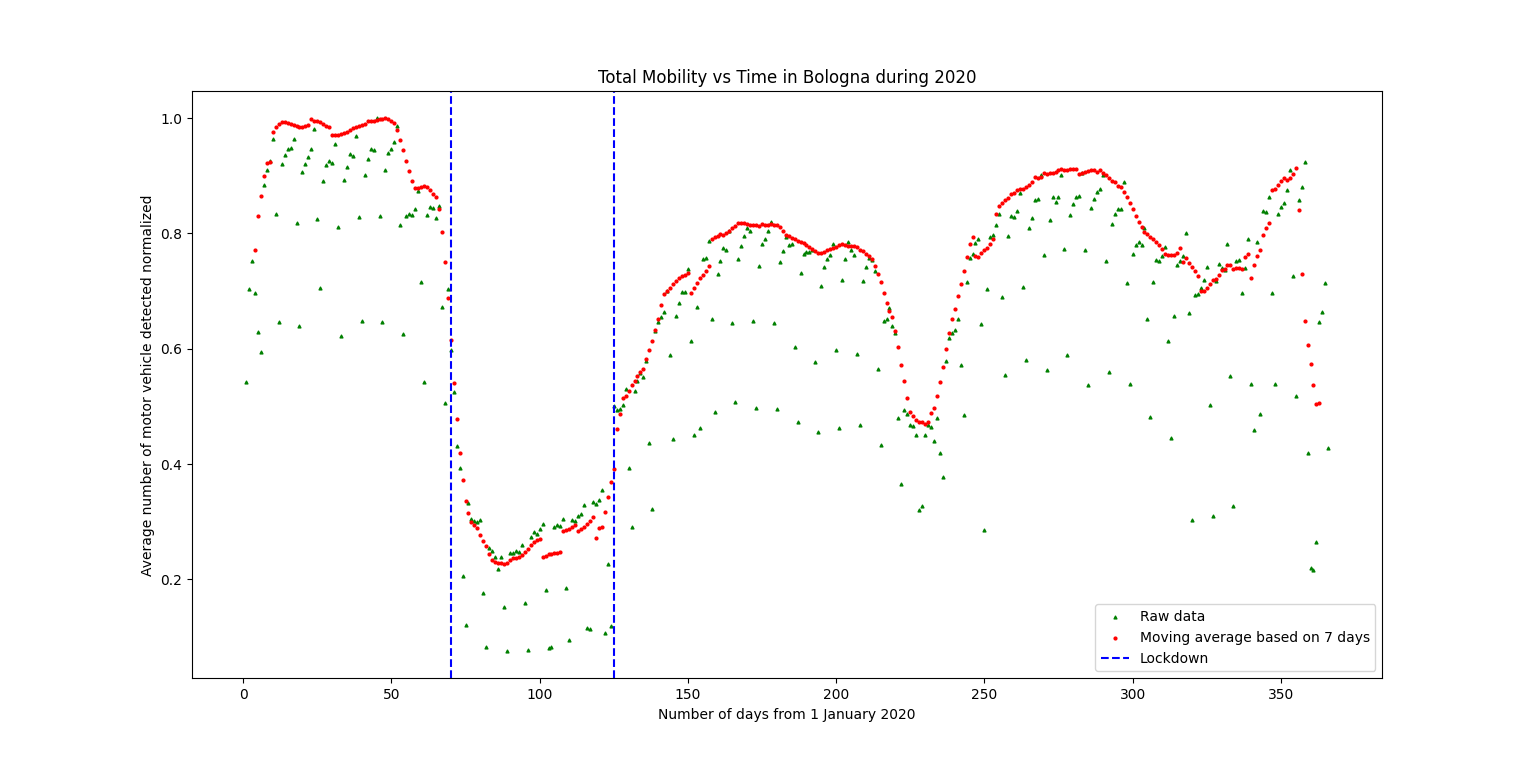 Total Mobility vs Time in Bologna during 2020
Average number of motor vehicle detected normalized
1.0
0.8
0.6
0.4
0.2
0 50 100 150 200 250 300 350
Number of days from 1 January 2020
Raw data
Moving average based on 7 days
Lockdown